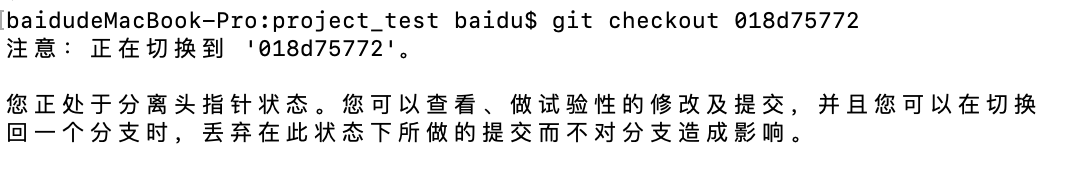 baidudeMacBook-Pro:project_test baidu$ git checkout 018d75772
注意：正在切换到 '018d75772'。
您正处于分离头指针状态。您可以查看、做试验性的修改及提交，并且您可以在切换
回一个分支时，丢弃在此状态下所做的提交而不对分支造成影响。